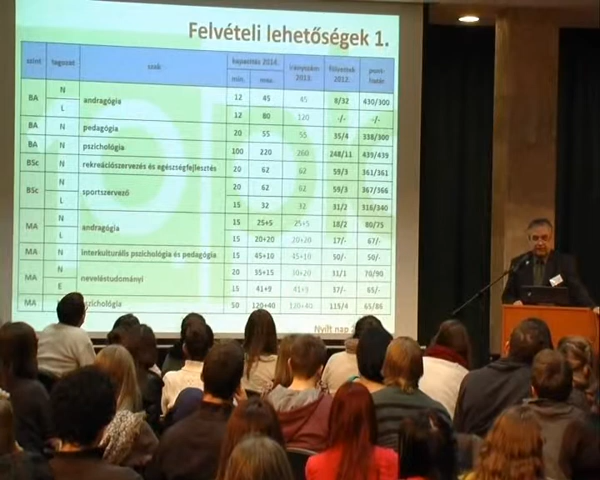 Felvételi lehetőségek 1.
szint tagozat szak kapacitás 2014. irányszám 2013. felvettek 2012. pont-határ
min. max.
BA N andragógia 12 45 45 8/32 430/300
L 12 80 120 -/- -/-
BA N pedagógia 20 55 55 35/4 338/300
BA N pszichológia 100 220 260 248/11 439/439
BSc N rekreációszervezés és egészségfejlesztés 20 62 62 59/3 361/361
BSc N sportszervező 20 62 62 59/3 367/366
L 15 32 32 31/2 316/340
MA N andragógia 15 25+5 25+5 18/2 80/75
L 15 20+20 20+20 17/- 67/-
MA N interkulturális pszichológia és pedagógia 15 45+10 45+10 50/- 50/-
MA N neveléstudományi 20 35+15 30+20 31/1 70/90
E 15 41+9 41+9 37/- 65/-
MA pszichológia 50 120+40 120+40 115/4 65/86
Nyílt nap